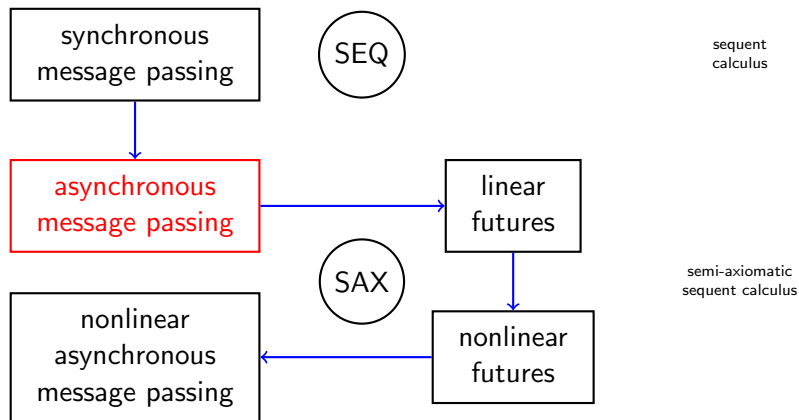 synchronous
message passing
SEQ
sequent
calculus
asynchronous
message passing
linear
futures
SAX
semi-axiomatic
sequent calculus
nonlinear
asynchronous
message passing
nonlinear
futures